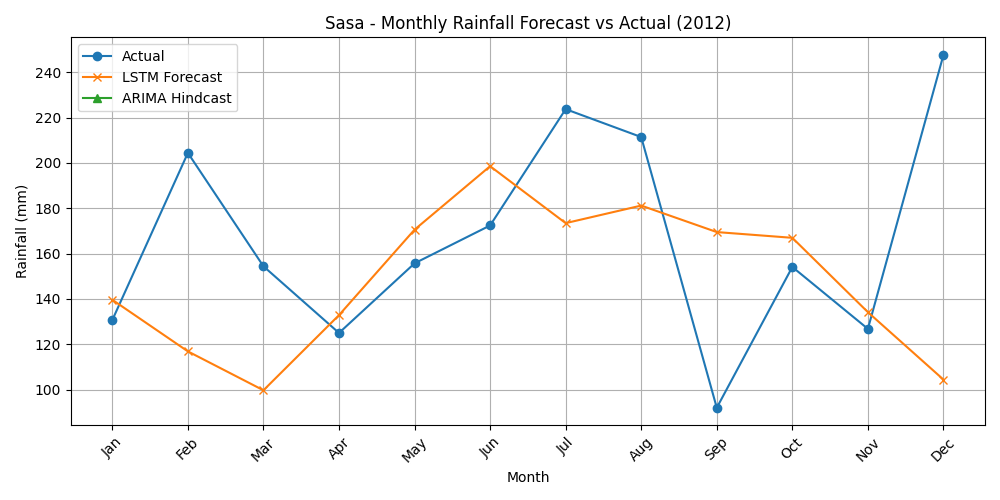 Sasa - Monthly Rainfall Forecast vs Actual (2012)
Actual
LSTM Forecast
ARIMA Hindcast
Rainfall (mm)
240
220
200
180
160
140
120
100
Jan
Feb
Mar
Apr
May
Jun
Jul
Aug
Sep
Oct
Nov
Dec
Month